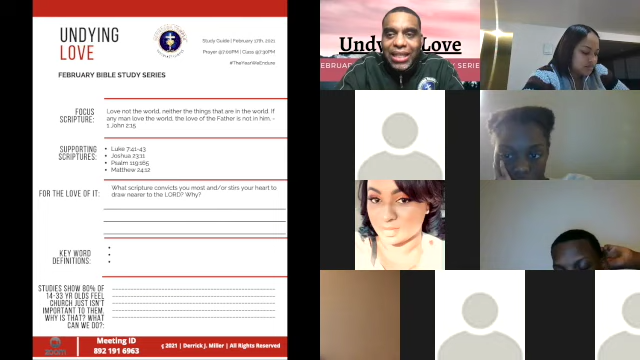 UNDYING
LOVE
Study Guide | February 17th, 2021
Prayer @7:00PM | Class @7:30PM
#TheYearWeEndure
FEBRUARY BIBLE STUDY SERIES
FOCUS
SCRIPTURE:
Love not the world, neither the things that are in the world. If
any man love the world, the love of the Father is not in him. -
1 John 2:15
SUPPORTING
SCRIPTURES:
• Luke 7:41-43
• Joshua 23:11
• Psalm 119:165
• Matthew 24:12
FOR THE LOVE OF IT:
What scripture convicts you most and/or stirs your heart to
draw nearer to the LORD? Why?
KEY WORD
DEFINITIONS:
STUDIES SHOW 80% OF
14-33 YR OLDS FEEL
CHURCH JUST ISN'T
IMPORTANT TO THEM.
WHY IS THAT? WHAT
CAN WE DO?:
zoom
Meeting ID
892 191 6963
© 2021 | Derrick J. Miller | All Rights Reserved
Undy Love
FEBRUAR Y SERIE